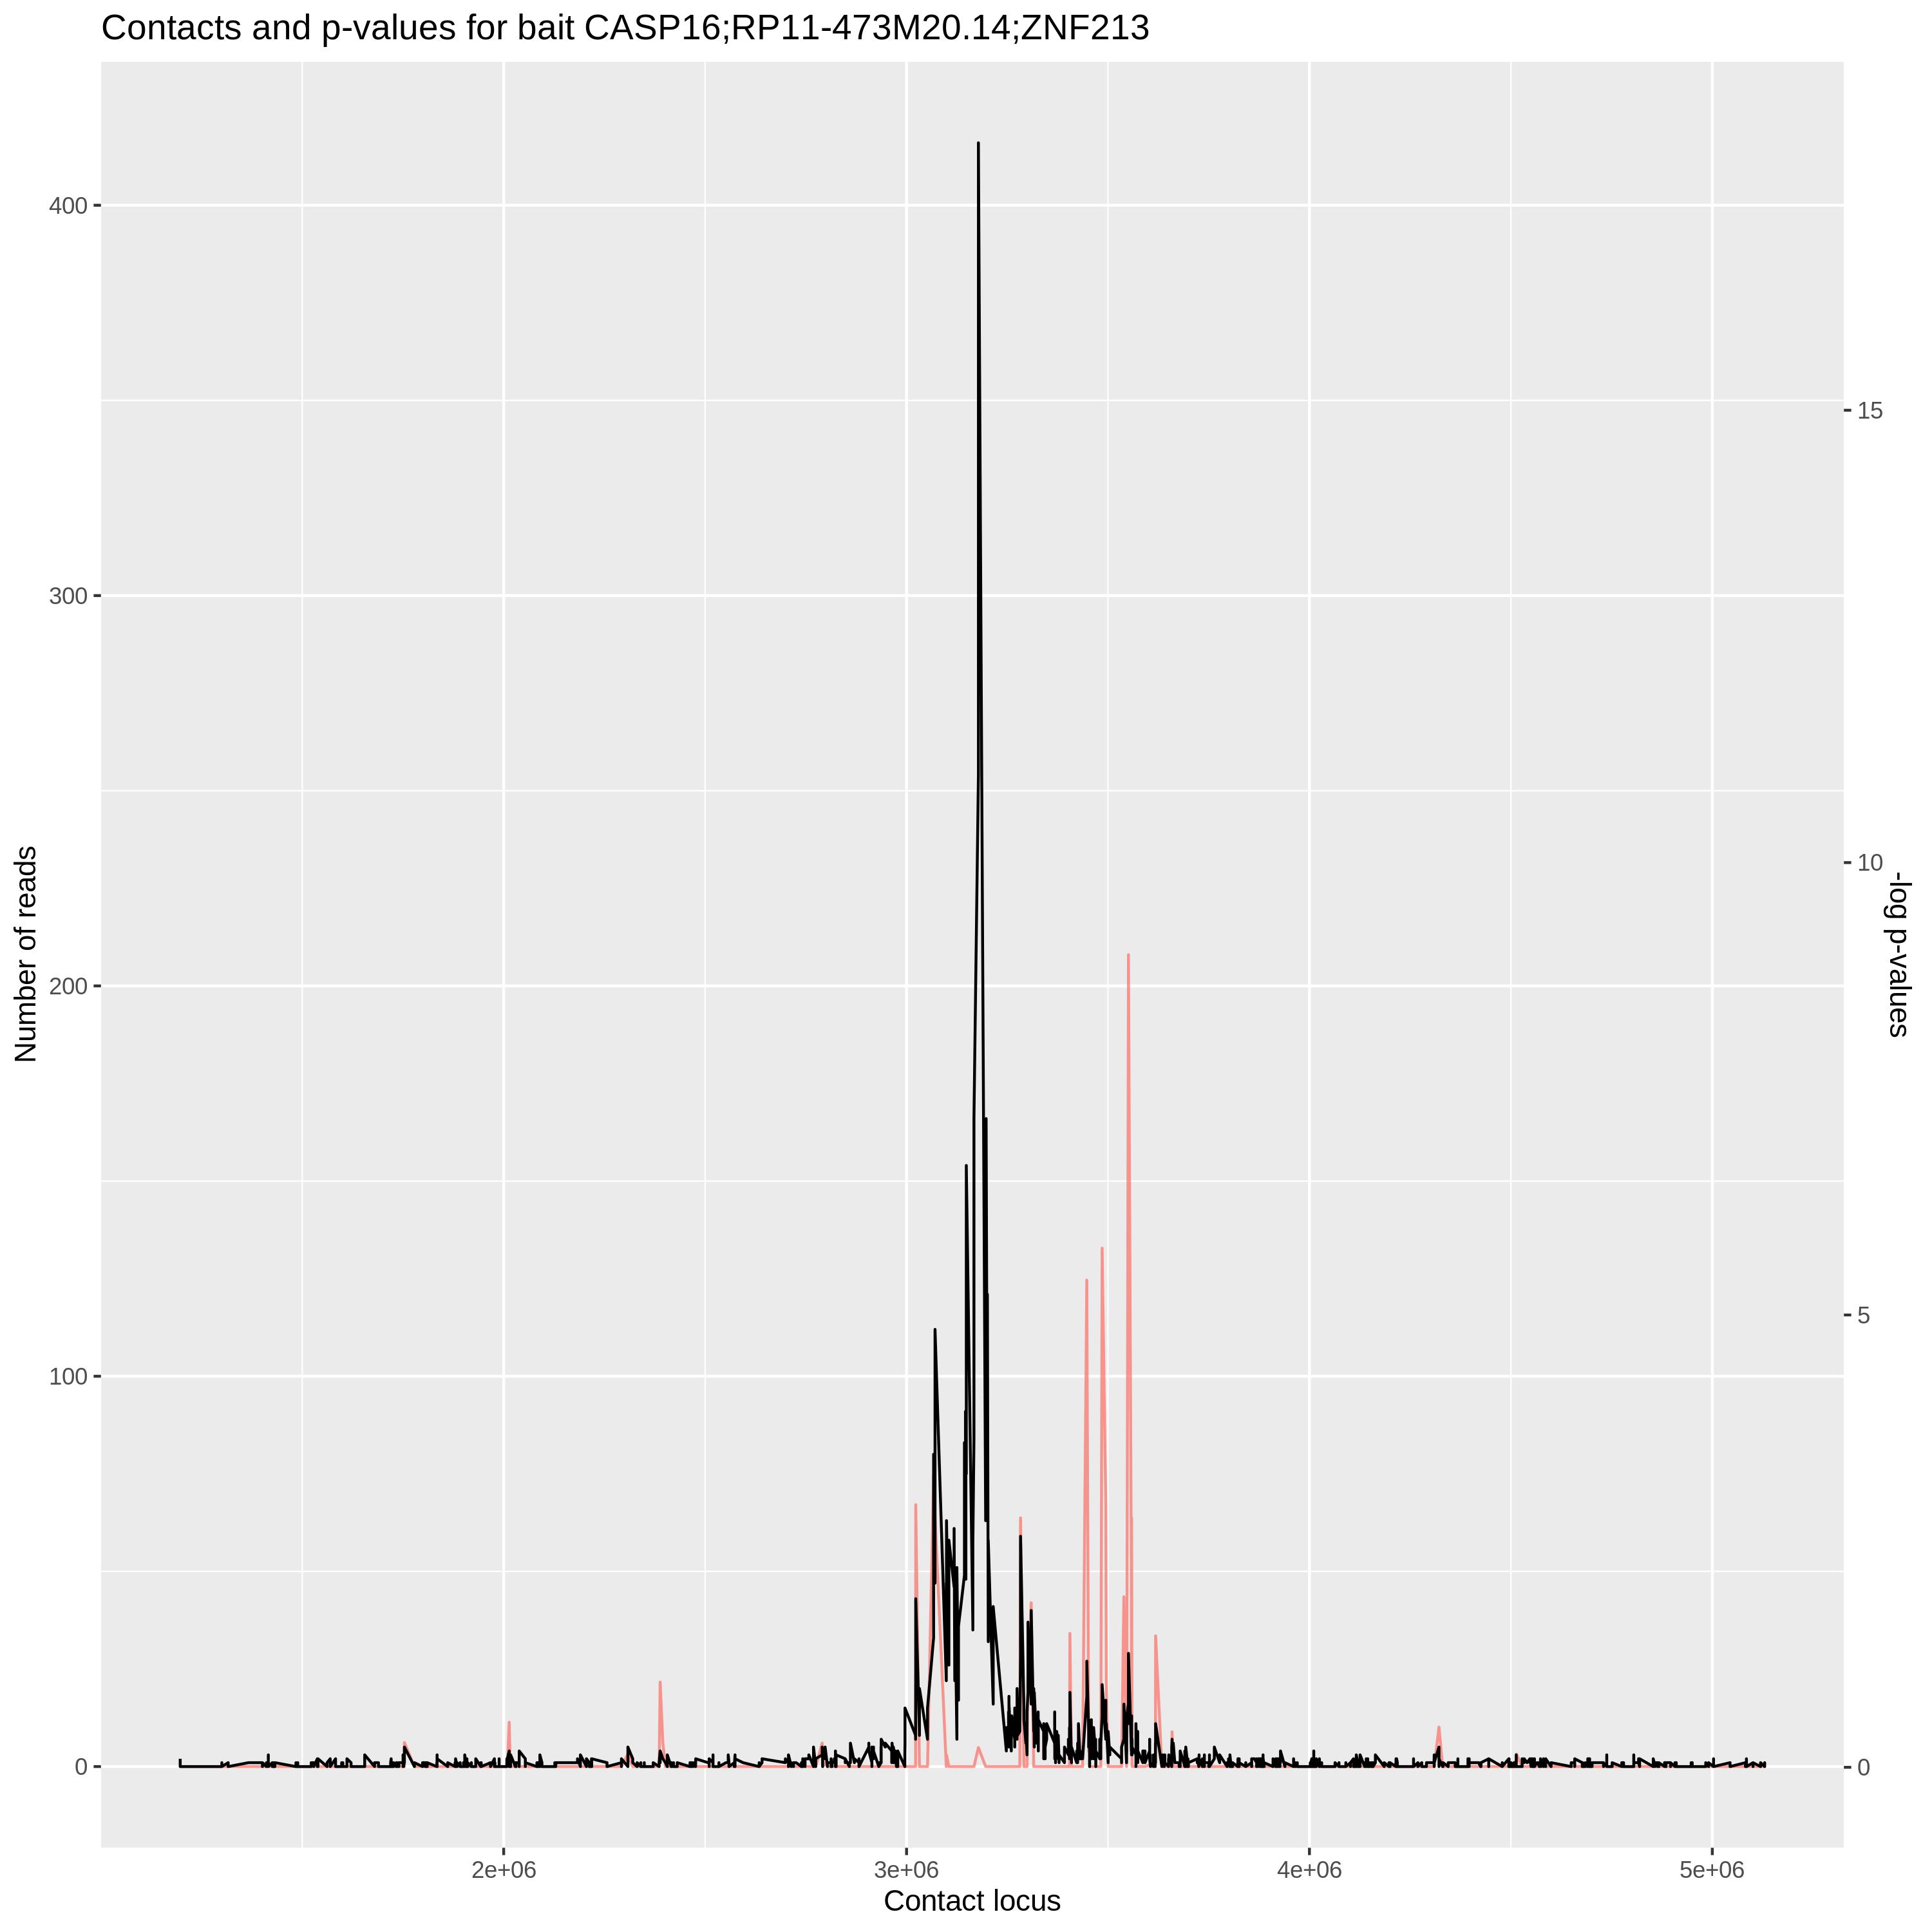 Contacts and p-values for bait CASP16;RP11-473M20.14;ZNF213
400
300
200
100
0
Number of reads
15
10
5
0
-log p-values
2e+06 3e+06 4e+06 5e+06
Contact locus